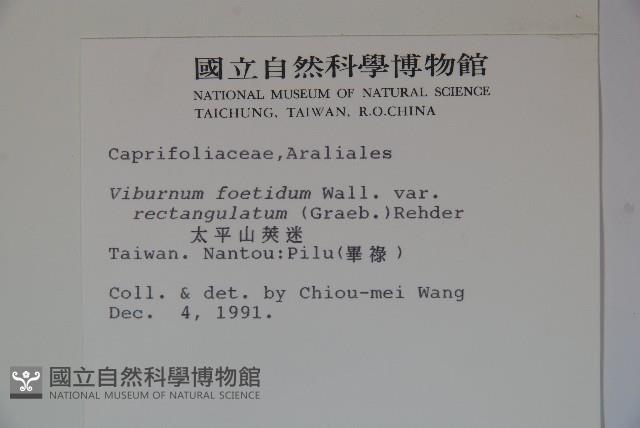 國立自然科學博物館
NATIONAL MUSEUM OF NATURAL SCIENCE
TAICHUNG, TAIWAN, R.O.CHINA
Caprifoliaceae,Araliales
Viburnum foetidum Wall. var.
rectangulatum (Graeb.)Rehder
太平山莢迷
Taiwan. Nantou:Pilu(畢祿)
Coll. & det. by Chiou-mei Wang
Dec. 4, 1991.
國立自然科學博物館
NATIONAL MUSEUM OF NATURAL SCIENCE